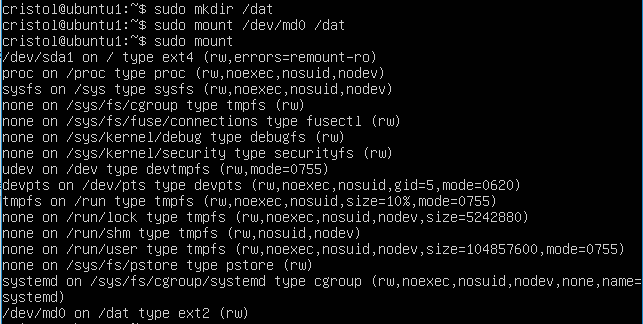 cristol@ubuntu1:~$ sudo mkdir /dat
cristol@ubuntu1:~$ sudo mount /dev/md0 /dat
cristol@ubuntu1:~$ sudo mount
/dev/sda1 on / type ext4 (rw,errors=remount-ro)
proc on /proc type proc (rw,noexec,nosuid,nodev)
sysfs on /sys type sysfs (rw,noexec,nosuid,nodev)
none on /sys/fs/cgroup type tmpfs (rw)
none on /sys/fs/fuse/connections type fusectl (rw)
none on /sys/kernel/debug type debugfs (rw)
none on /sys/kernel/security type securityfs (rw)
udev on /dev type devtmpfs (rw,mode=0755)
devpts on /dev/pts type devpts (rw,noexec,nosuid,gid=5,mode=0620)
tmpfs on /run type tmpfs (rw,noexec,nosuid,size=10%,mode=0755)
none on /run/lock type tmpfs (rw,noexec,nosuid,nodev,size=5242880)
none on /run/shm type tmpfs (rw,nosuid,nodev)
none on /run/user type tmpfs (rw,noexec,nosuid,nodev,size=104857600,mode=0755)
none on /sys/fs/pstore type pstore (rw)
systemd on /sys/fs/cgroup/systemd type cgroup (rw,noexec,nosuid,nodev,none,name=
systemd)
/dev/md0 on /dat type ext2 (rw)